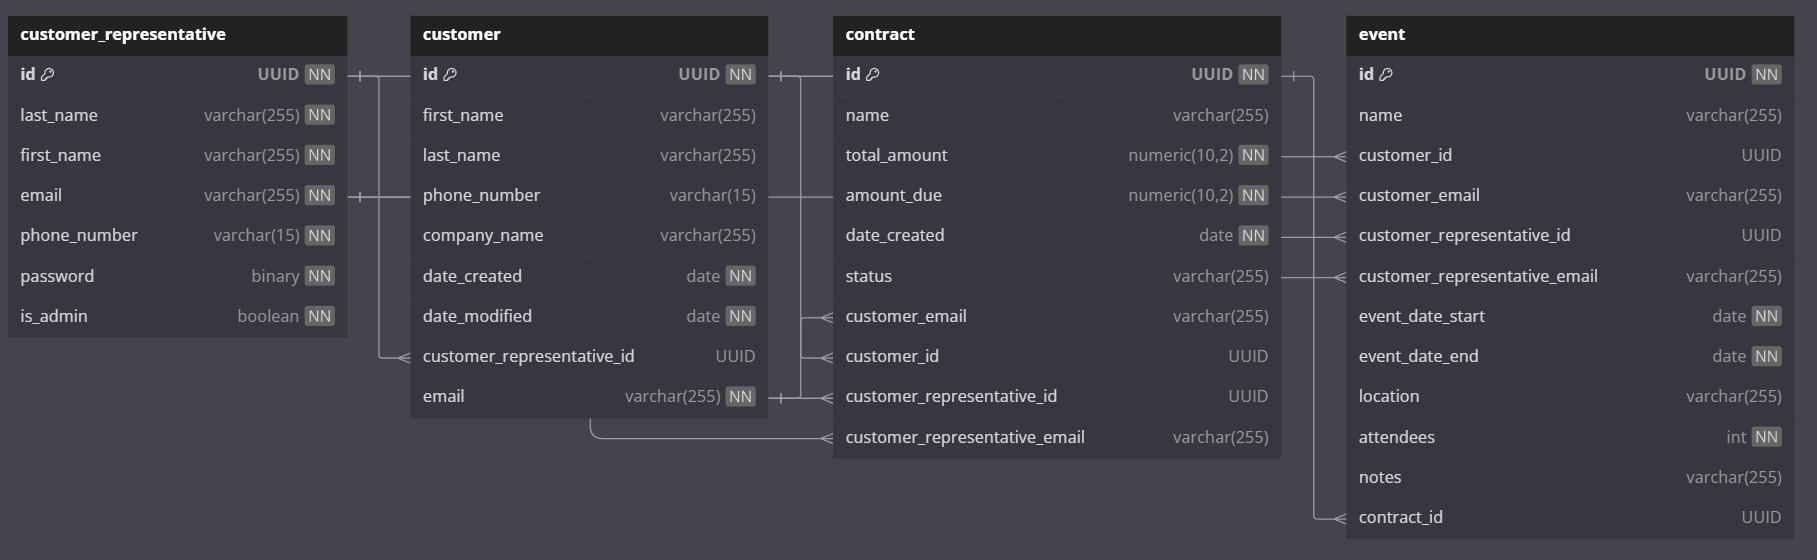 customer_representative
id UUID NN
last_name varchar(255) NN
first_name varchar(255) NN
email varchar(255) NN
phone_number varchar(15) NN
password binary NN
is_admin boolean NN
customer
id UUID NN
first_name varchar(255)
last_name varchar(255)
phone_number varchar(15)
company_name varchar(255)
date_created date NN
date_modified date NN
customer_representative_id UUID
email varchar(255) NN
contract
id UUID NN
name varchar(255)
total_amount numeric(10,2) NN
amount_due numeric(10,2) NN
date_created date NN
status varchar(255)
customer_email varchar(255)
customer_id UUID
customer_representative_id UUID
customer_representative_email varchar(255)
event
id UUID NN
name varchar(255)
customer_id UUID
customer_email varchar(255)
customer_representative_id UUID
customer_representative_email varchar(255)
event_date_start date NN
event_date_end date NN
location varchar(255)
attendees int NN
notes varchar(255)
contract_id UUID